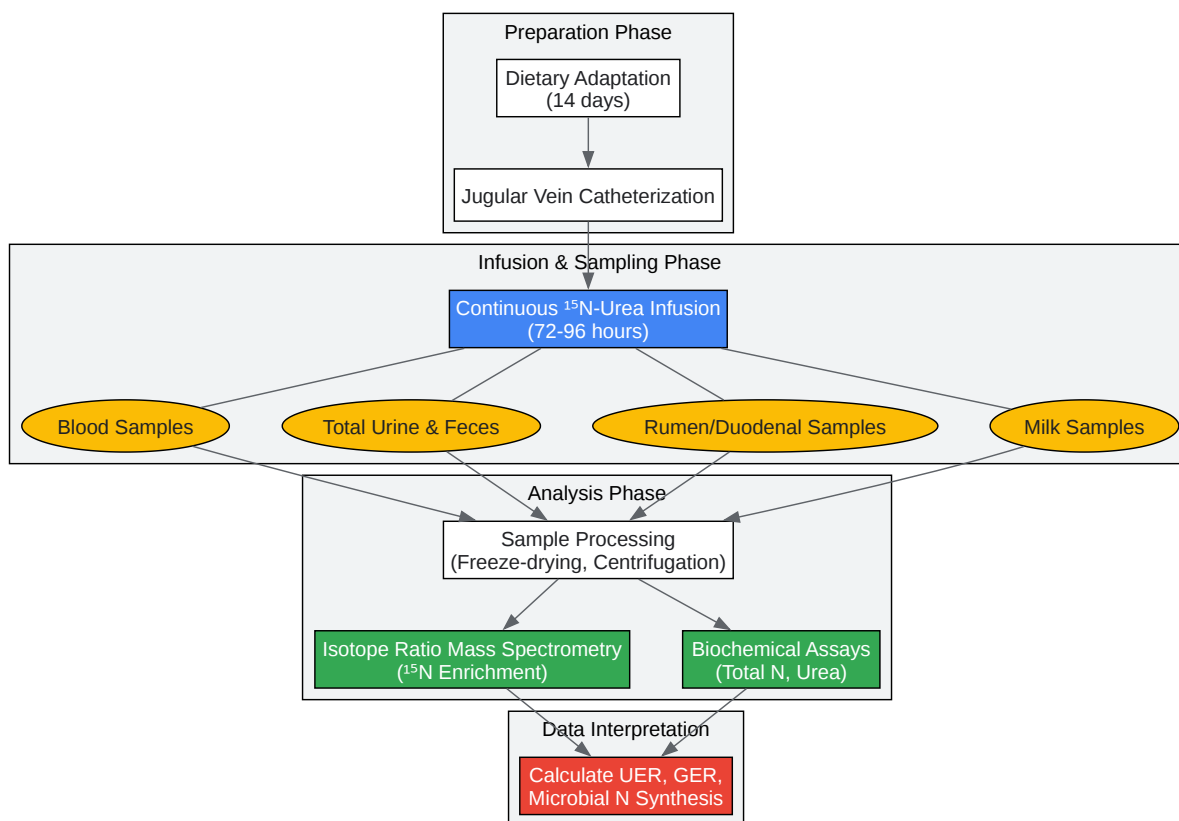 Preparation Phase
Dietary Adaptation
(14 days)
Jugular Vein Catheterization
Infusion & Sampling Phase
Continuous ¹⁵N-Urea Infusion
(72-96 hours)
Blood Samples
Total Urine & Feces
Rumen/Duodenal Samples
Milk Samples
Analysis Phase
Sample Processing
(Freeze-drying, Centrifugation)
Isotope Ratio Mass Spectrometry
(¹⁵N Enrichment)
Biochemical Assays
(Total N, Urea)
Data Interpretation
Calculate UER, GER,
Microbial N Synthesis